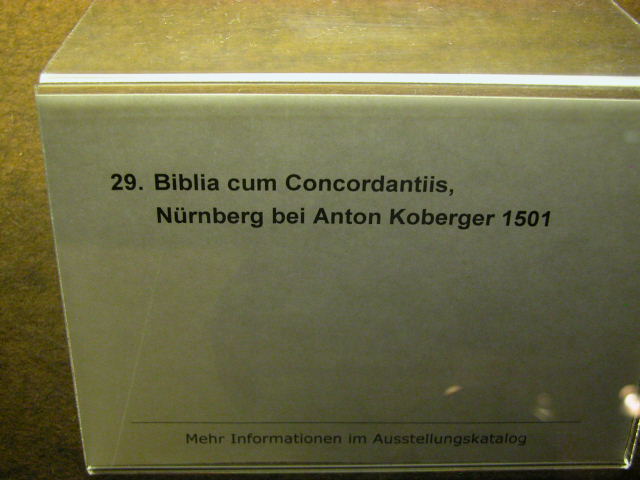 29. Biblia cum Concordantiis,
Nürnberg bei Anton Koberger 1501
Mehr Informationen im Ausstellungskatalog